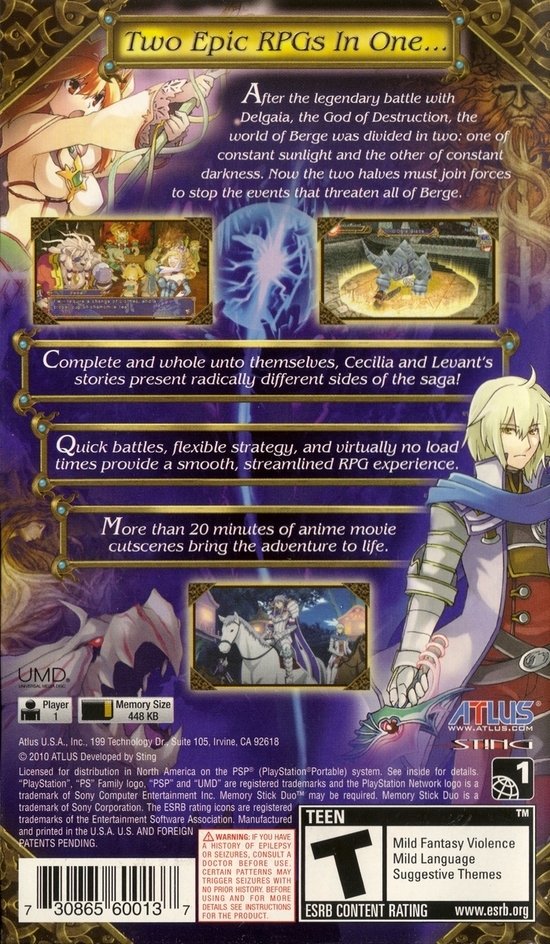 Two Epic RPGs In One...
After the legendary battle with
Delgaia, the God of Destruction, the
world of Berge was divided in two: one of
constant sunlight and the other of constant
darkness. Now the two halves must join forces
to stop the events that threaten all of Berge.
Complete and whole unto themselves, Cecilia and Levant's
stories present radically different sides of the saga!
Quick battles, flexible strategy, and virtually no load
times provide a smooth, streamlined RPG experience.
More than 20 minutes of anime movie
cutscenes bring the adventure to life.
UMD
UNIVERSAL MEDIA DISC
Player
1
Memory Size
448 KB
ATLUS
WWW.ATLUS.COM
STING
Atlus U.S.A., Inc., 199 Technology Dr., Suite 105, Irvine, CA 92618
© 2010 ATLUS Developed by Sting
1
Licensed for distribution in North America on the PSP® (PlayStation®Portable) system. See inside for details.
"PlayStation", "PS" Family logo, "PSP" and "UMD" are registered trademarks and the PlayStation Network logo is a
trademark of Sony Computer Entertainment Inc. Memory Stick Duo™ may be required. Memory Stick Duo is a
trademark of Sony Corporation. The ESRB rating icons are registered
trademarks of the Entertainment Software Association. Manufactured
and printed in the U.S.A. U.S. AND FOREIGN
PATENTS PENDING.
WARNING: IF YOU HAVE
A HISTORY OF EPILEPSY
OR SEIZURES, CONSULT A
DOCTOR BEFORE USE.
CERTAIN PATTERNS MAY
TRIGGER SEIZURES WITH
NO PRIOR HISTORY. BEFORE
USING AND FOR MORE
DETAILS SEE INSTRUCTIONS
FOR THE PRODUCT.
TEEN
TM
T
Mild Fantasy Violence
Mild Language
Suggestive Themes
ESRB CONTENT RATING www.esrb.org
7 30865 60013 7